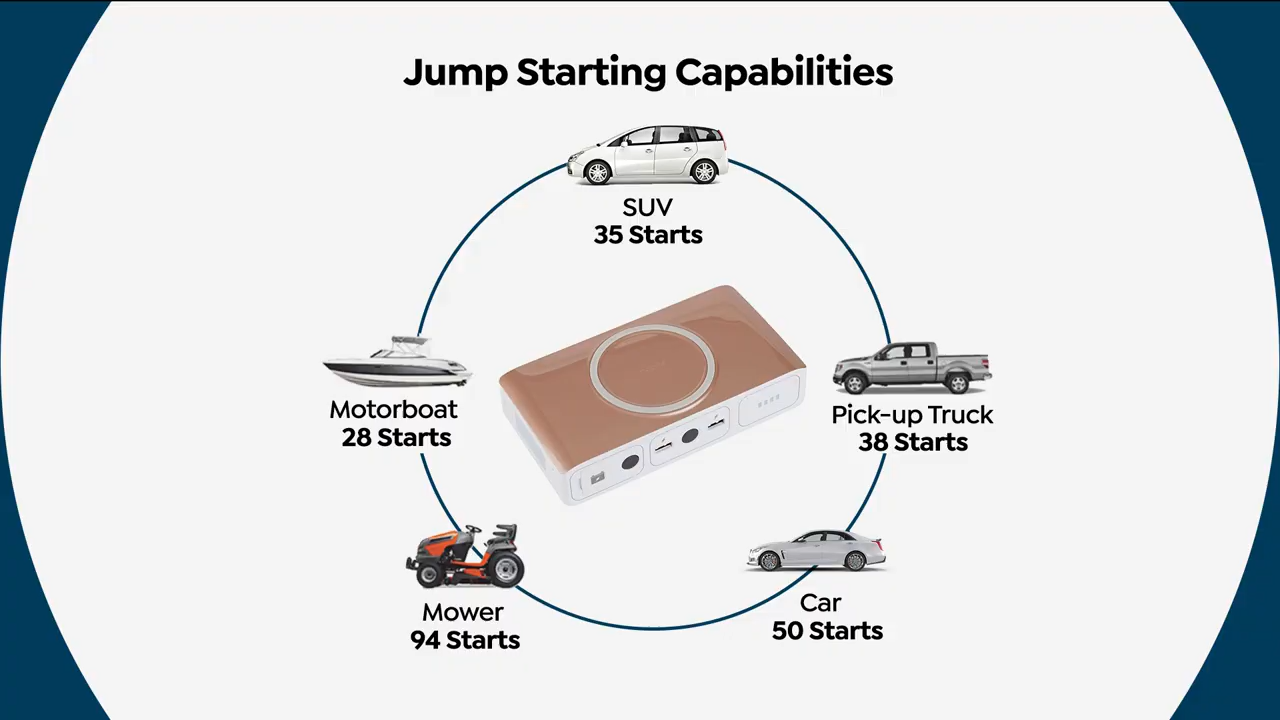 Jump Starting Capabilities
SUV
35 Starts
Motorboat
28 Starts
Pick-up Truck
38 Starts
Mower
94 Starts
Car
50 Starts